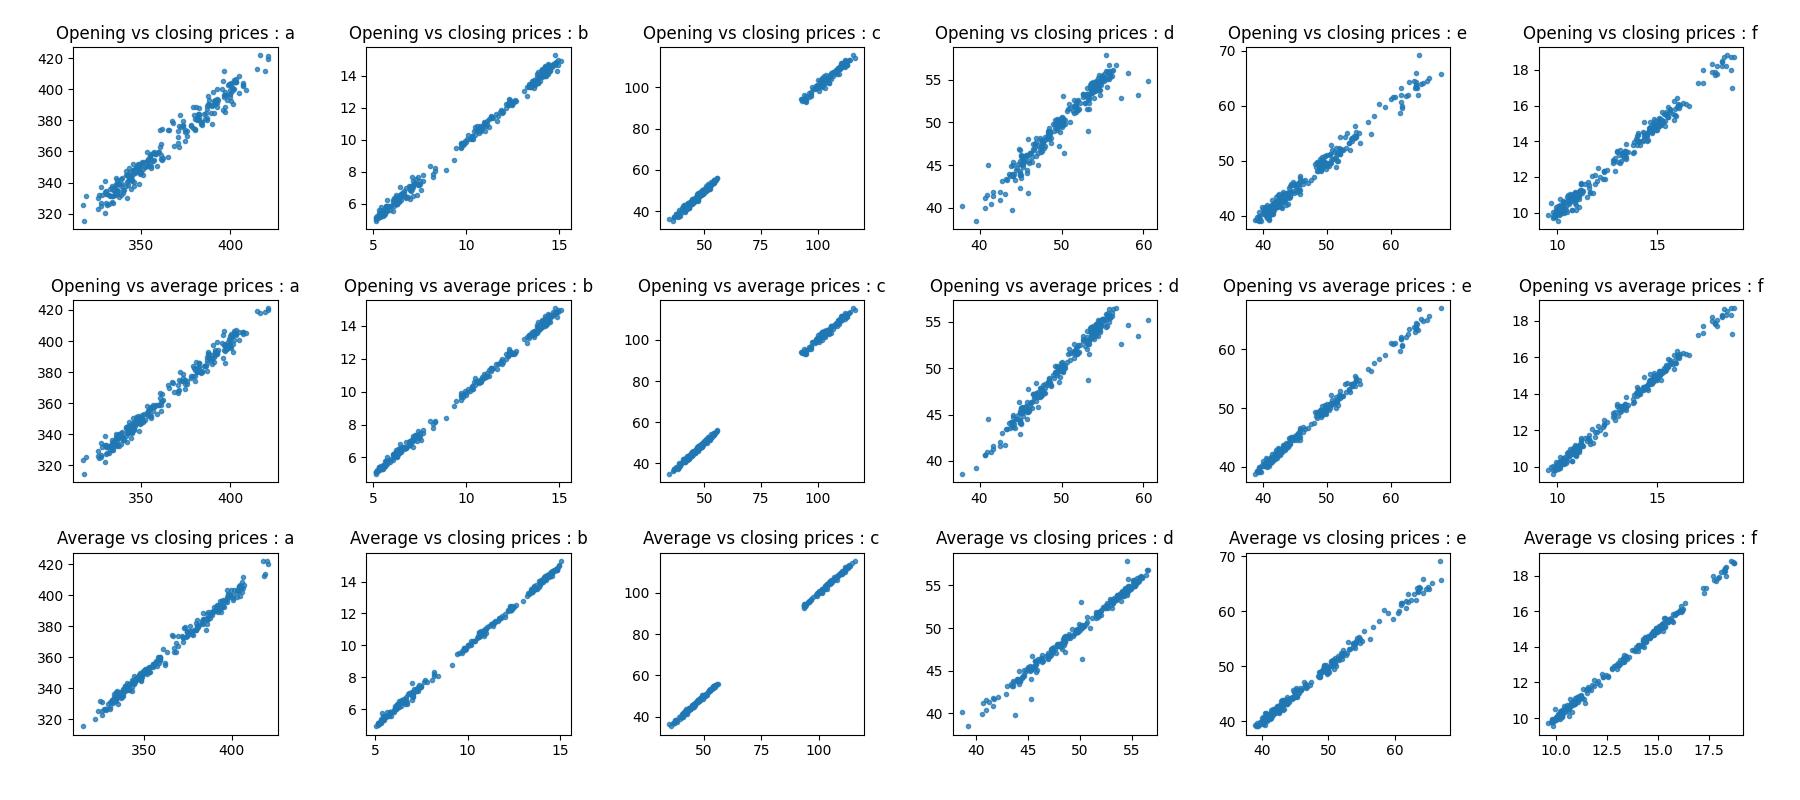 Opening vs closing prices : a
Opening vs closing prices : b
Opening vs closing prices : c
Opening vs closing prices : d
Opening vs closing prices : e
Opening vs closing prices : f
420
400
380
360
340
320
350 400
14
12
10
8
6
5 10 15
100
80
60
40
50 75 100
55
50
45
40
40 50 60
70
60
50
40
40 50 60
18
16
14
12
10
10 15
Opening vs average prices : a
Opening vs average prices : b
Opening vs average prices : c
Opening vs average prices : d
Opening vs average prices : e
Opening vs average prices : f
420
400
380
360
340
320
350 400
14
12
10
8
6
5 10 15
100
80
60
40
50 75 100
55
50
45
40
40 50 60
60
50
40
40 50 60
18
16
14
12
10
10 15
Average vs closing prices : a
Average vs closing prices : b
Average vs closing prices : c
Average vs closing prices : d
Average vs closing prices : e
Average vs closing prices : f
420
400
380
360
340
320
350 400
14
12
10
8
6
5 10 15
100
80
60
40
50 75 100
55
50
45
40
40 45 50 55
70
60
50
40
40 50 60
18
16
14
12
10
10.0 12.5 15.0 17.5